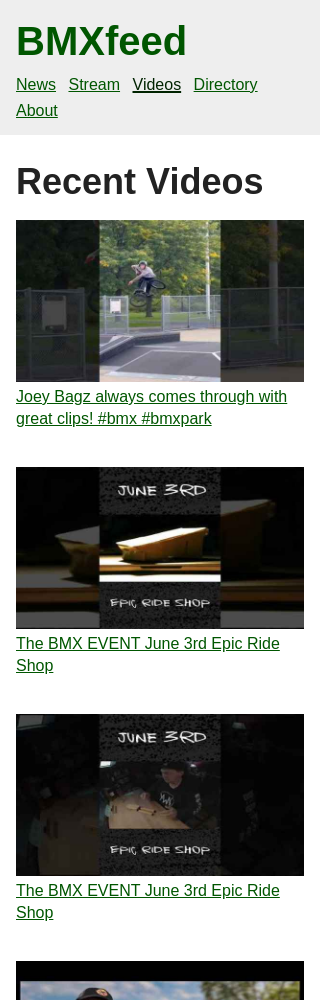 BMXfeed
News Stream Videos Directory
About
Recent Videos
Joey Bagz always comes through with
great clips! #bmx #bmxpark
JUNE 3RD
EPIC RIDE SHOP
The BMX EVENT June 3rd Epic Ride
Shop
JUNE 3RD
EPIC RIDE SHOP
The BMX EVENT June 3rd Epic Ride
Shop